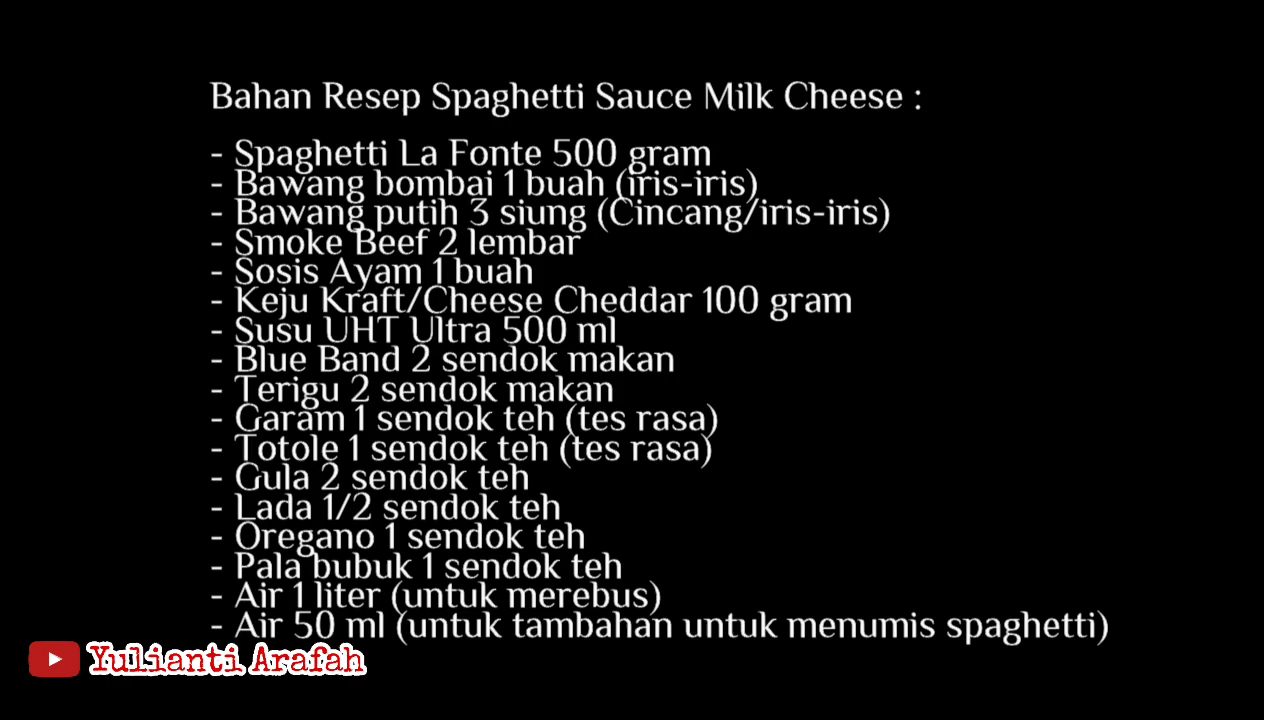 Bahan Resep Spaghetti Sauce Milk Cheese :
- Spaghetti La Fonte 500 gram
- Bawang bombai 1 buah (iris-iris)
- Bawang putih 3 siung (Cincang/iris-iris)
- Smoke Beef 2 lembar
- Sosis Ayam 1 buah
- Keju Kraft/Cheese Cheddar 100 gram
- Susu UHT Ultra 500 ml
- Blue Band 2 sendok makan
- Terigu 2 sendok makan
- Garam 1 sendok teh (tes rasa)
- Totole 1 sendok teh (tes rasa)
- Gula 2 sendok teh
- Lada 1/2 sendok teh
- Oregano 1 sendok teh
- Pala bubuk 1 sendok teh
- Air 1 liter (untuk merebus)
- Air 50 ml (untuk tambahan untuk menumis spaghetti)
Yulianti Arafah